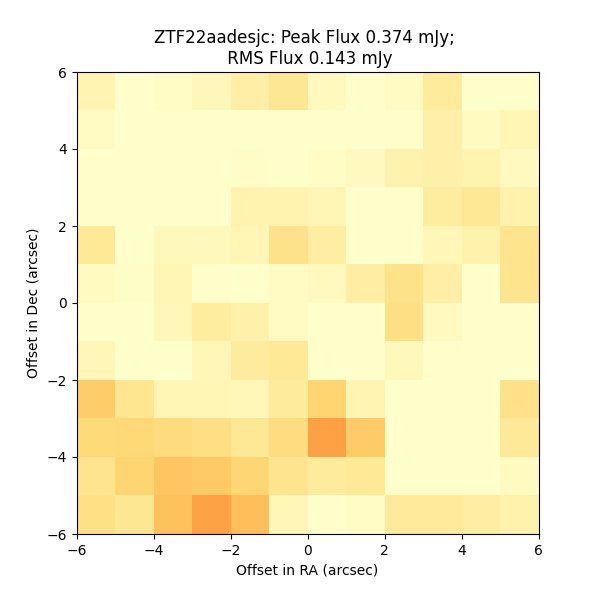 ZTF22aadesjc: Peak Flux 0.374 mJy;
RMS Flux 0.143 mJy
6
4
2
0
−2
−4
−6
Offset in Dec (arcsec)
−6 −4 −2 0 2 4 6
Offset in RA (arcsec)